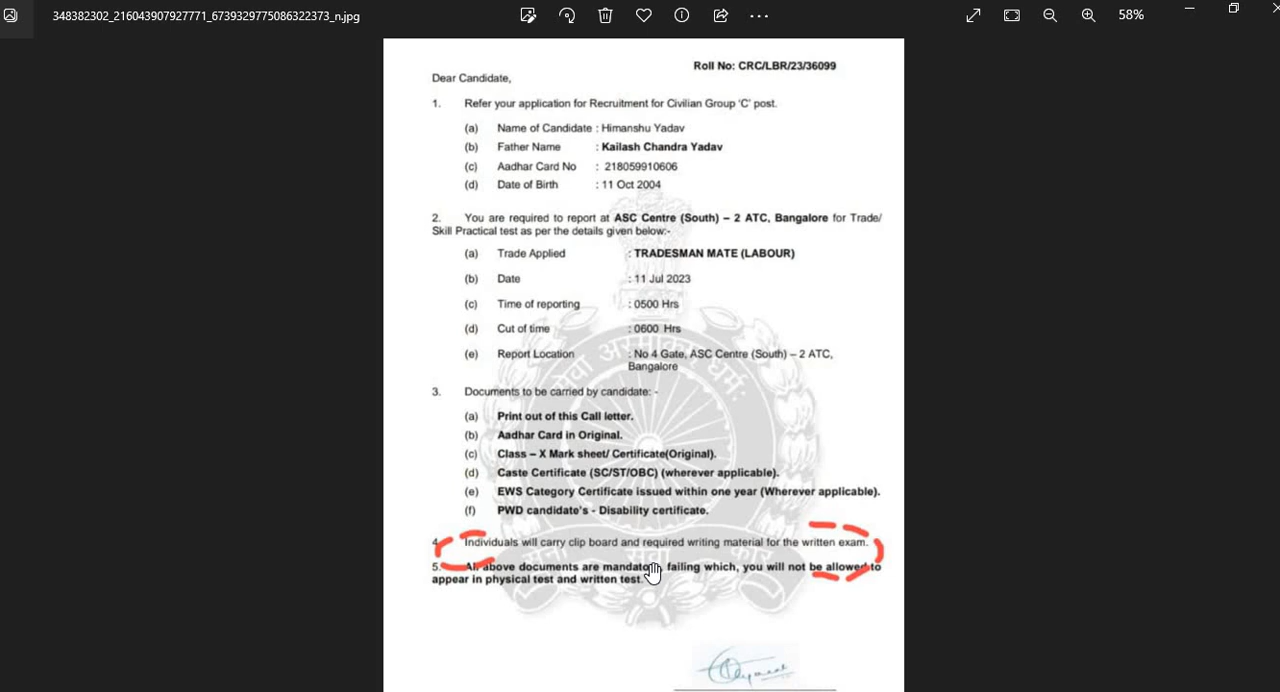 348382302_216043907927771_6739329775086322373_n.jpg
58%
Roll No: CRC/LBR/23/36099
Dear Candidate,
1. Refer your application for Recruitment for Civilian Group 'C' post.
(a) Name of Candidate : Himanshu Yadav
(b) Father Name : Kailash Chandra Yadav
(c) Aadhar Card No : 218059910606
(d) Date of Birth : 11 Oct 2004
2. You are required to report at ASC Centre (South) – 2 ATC, Bangalore for Trade/
Skill Practical test as per the details given below:-
(a) Trade Applied : TRADESMAN MATE (LABOUR)
(b) Date : 11 Jul 2023
(c) Time of reporting : 0500 Hrs
(d) Cut of time : 0600 Hrs
(e) Report Location : No 4 Gate, ASC Centre (South) – 2 ATC,
Bangalore
3. Documents to be carried by candidate: -
(a) Print out of this Call letter.
(b) Aadhar Card in Original.
(c) Class – X Mark sheet/ Certificate(Original).
(d) Caste Certificate (SC/ST/OBC) (wherever applicable).
(e) EWS Category Certificate issued within one year (Wherever applicable).
(f) PWD candidate's - Disability certificate.
4. Individuals will carry clip board and required writing material for the written exam.
5. All above documents are mandatory, failing which, you will not be allowed to
appear in physical test and written test.